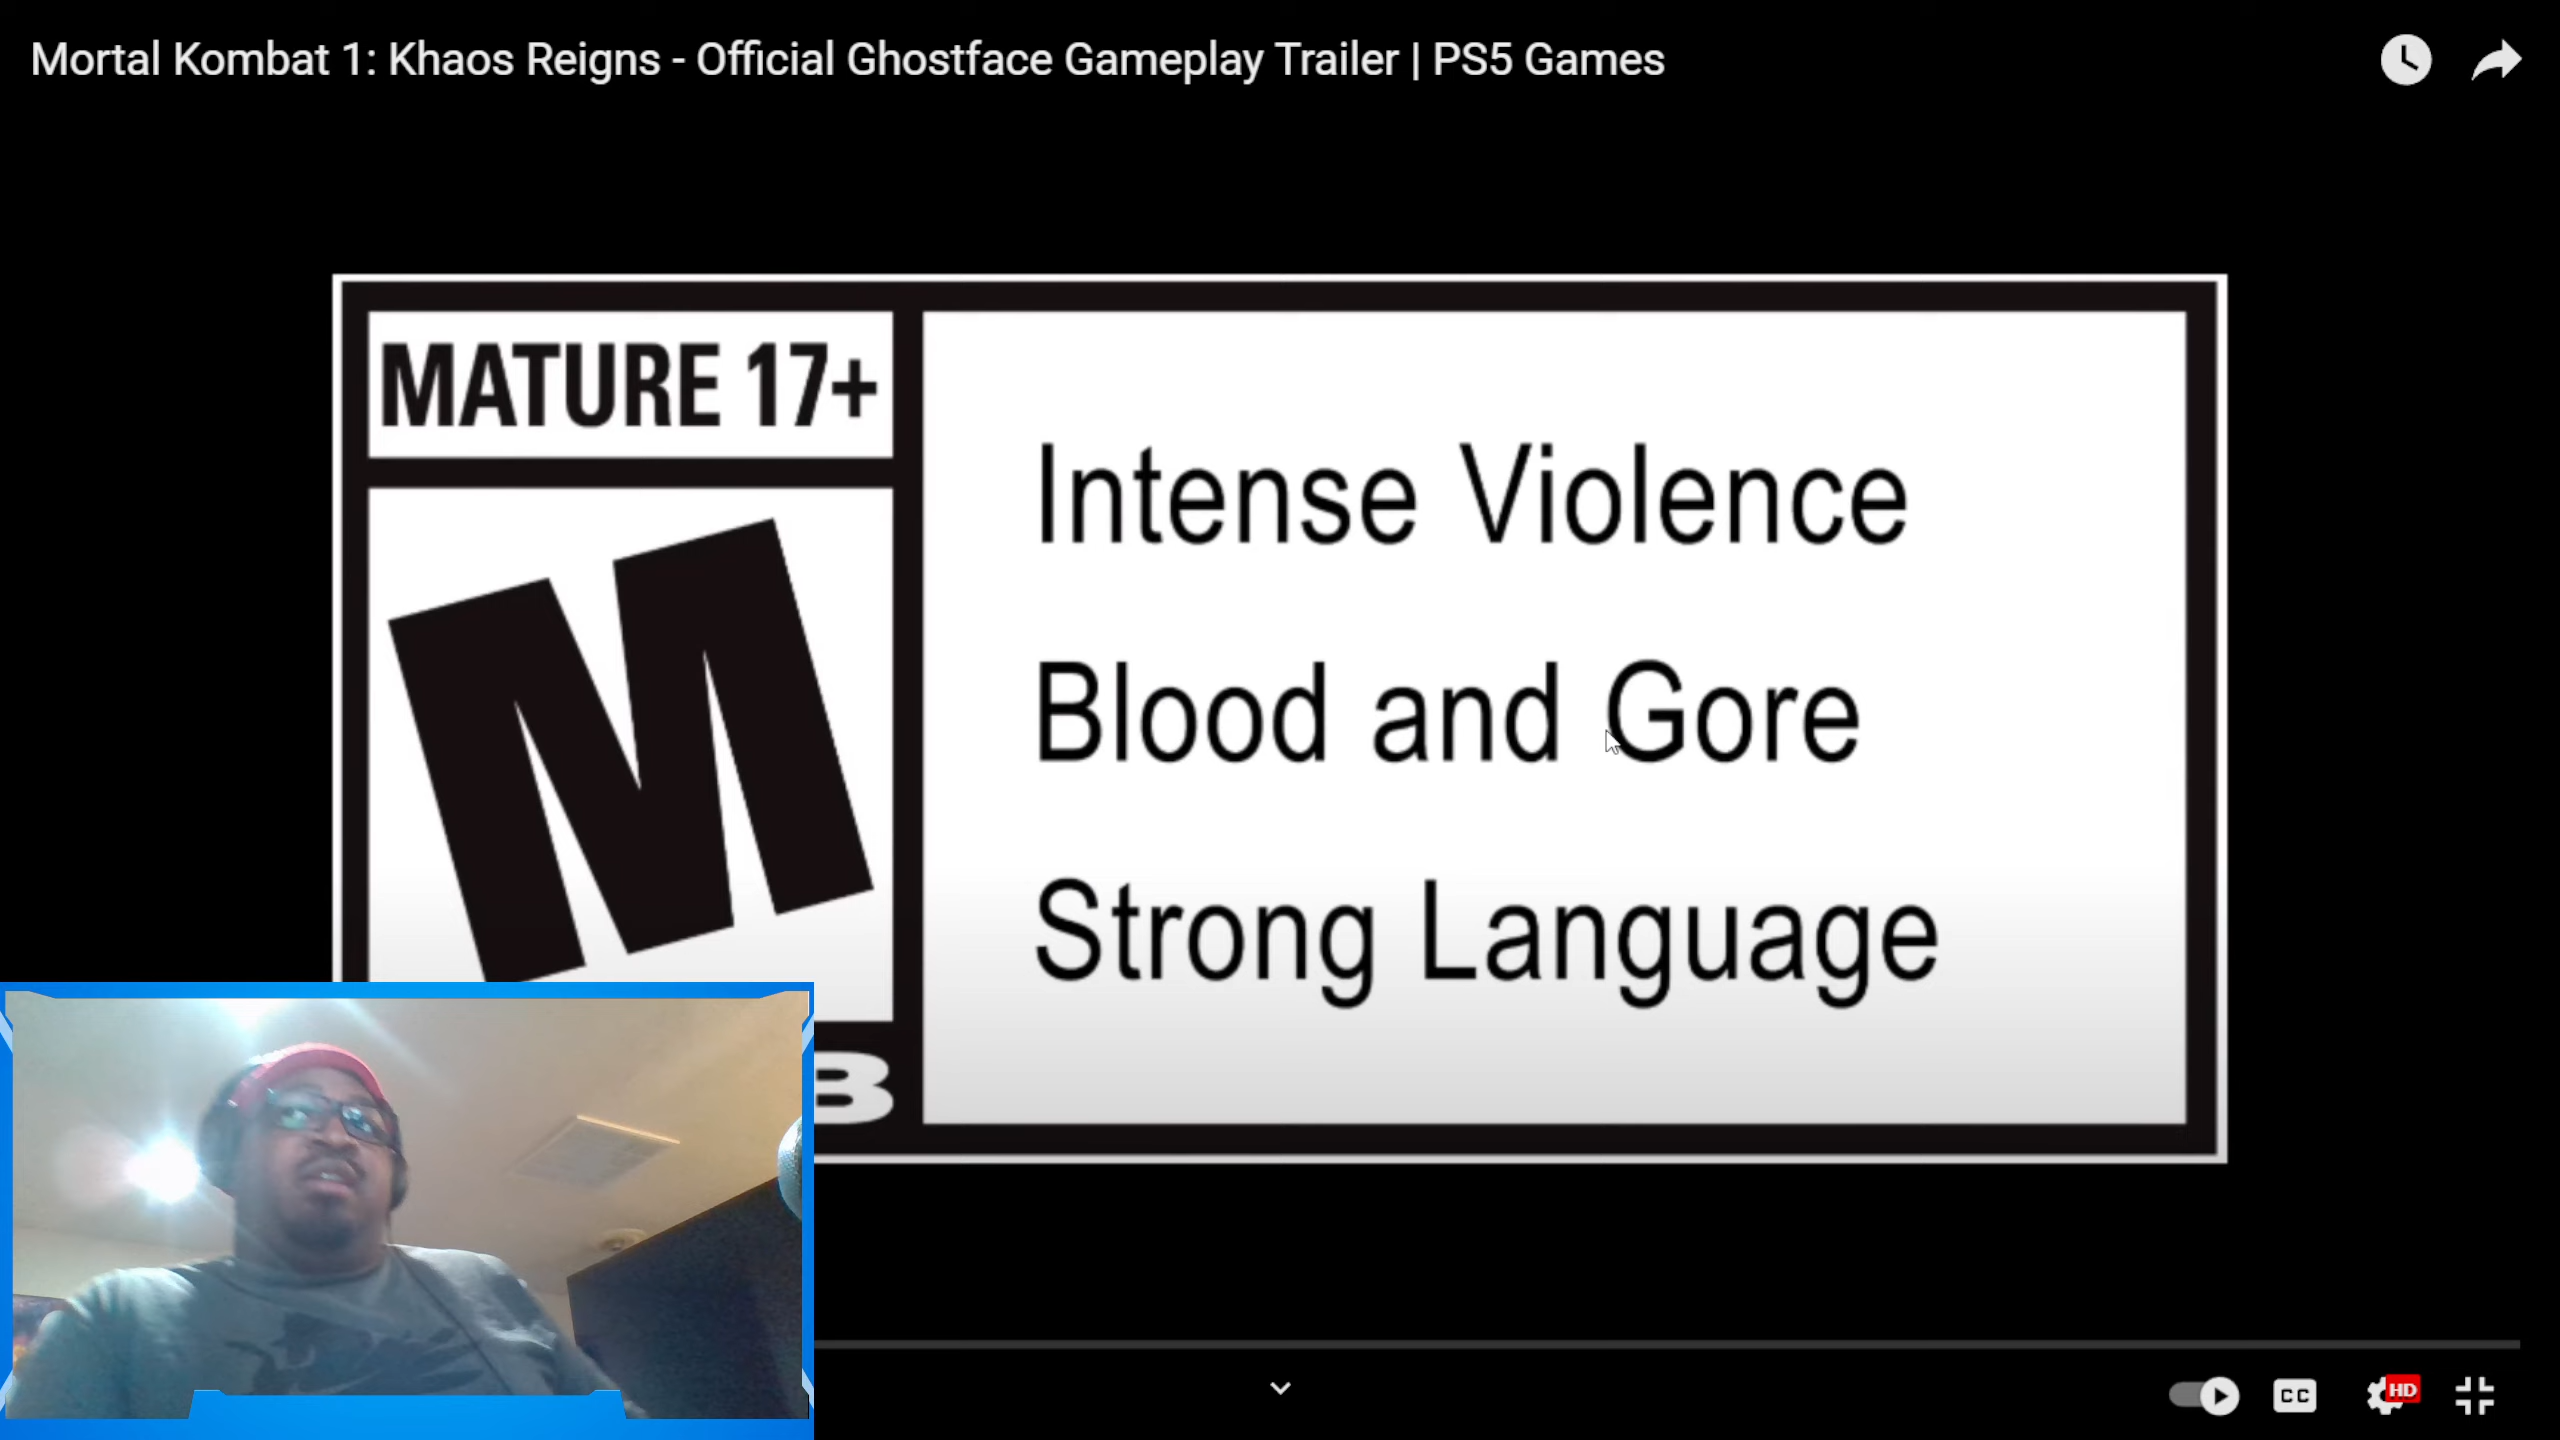 Mortal Kombat 1: Khaos Reigns - Official Ghostface Gameplay Trailer | PS5 Games
MATURE 17+
M
Intense Violence
Blood and Gore
Strong Language
B
CC
HD